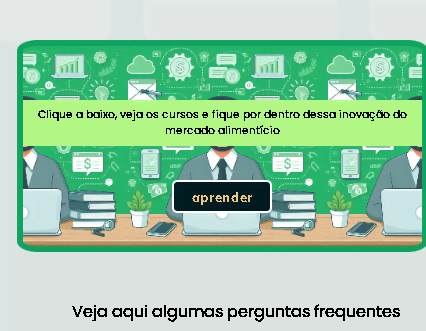 Clique a baixo, veja os cursos e fique por dentro dessa inovação do
mercado alimentício
aprender
Veja aqui algumas perguntas frequentes